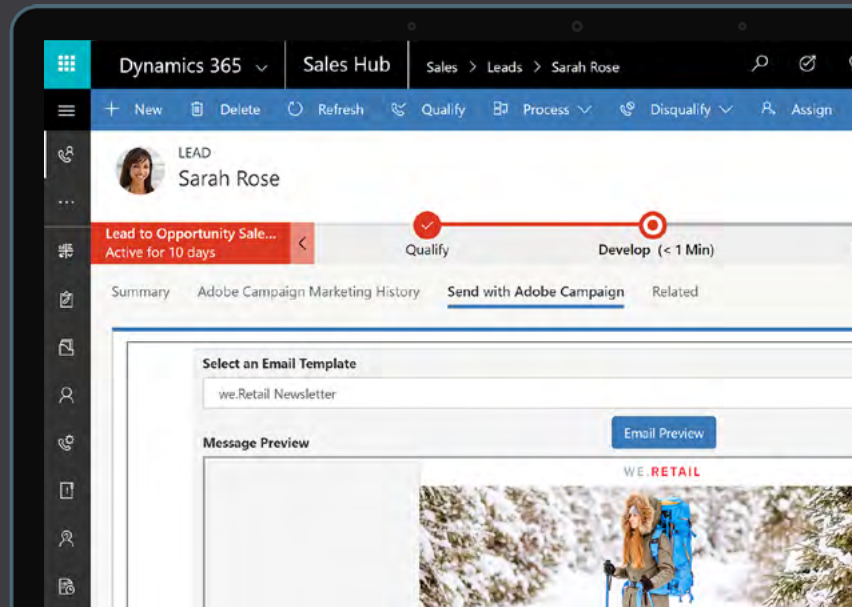 Dynamics 365 Sales Hub Sales > Leads > Sarah Rose
+ New Delete Refresh Qualify Process Disqualify Assign
LEAD
Sarah Rose
Lead to Opportunity Sale...
Active for 10 days
Qualify
Develop (< 1 Min)
Summary Adobe Campaign Marketing History Send with Adobe Campaign Related
Select an Email Template
we.Retail Newsletter
Email Preview
Message Preview
WE.RETAIL